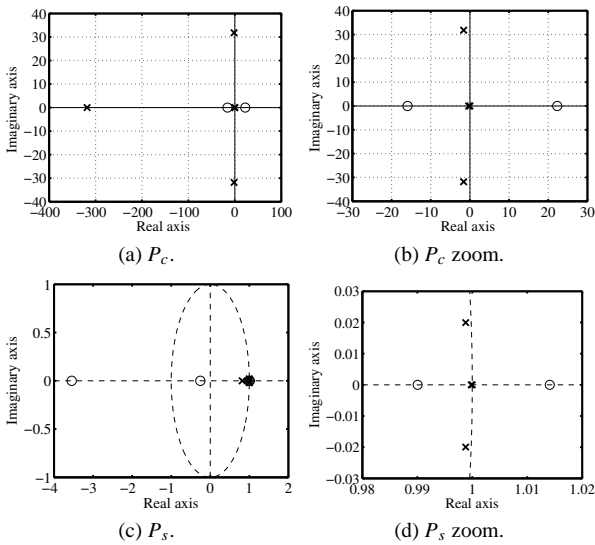 40
30
20
10
0
−10
−20
−30
−40
Imaginary axis
−400 −300 −200 −100 0 100
Real axis
(a) Pc.
40
30
20
10
0
−10
−20
−30
−40
Imaginary axis
−30 −20 −10 0 10 20 30
Real axis
(b) Pc zoom.
1
0.5
0
−0.5
−1
Imaginary axis
−4 −3 −2 −1 0 1 2
Real axis
(c) Ps.
0.03
0.02
0.01
0
−0.01
−0.02
−0.03
Imaginary axis
0.98 0.99 1 1.01 1.02
Real axis
(d) Ps zoom.